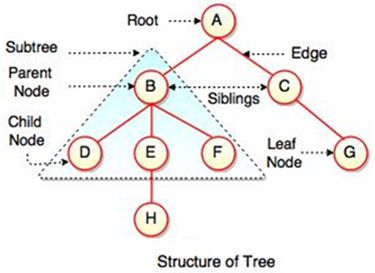 Root
A
Subtree
Edge
Parent
Node
B
Siblings
C
Child
Node
D
E
F
Leaf
Node
G
H
Structure of Tree